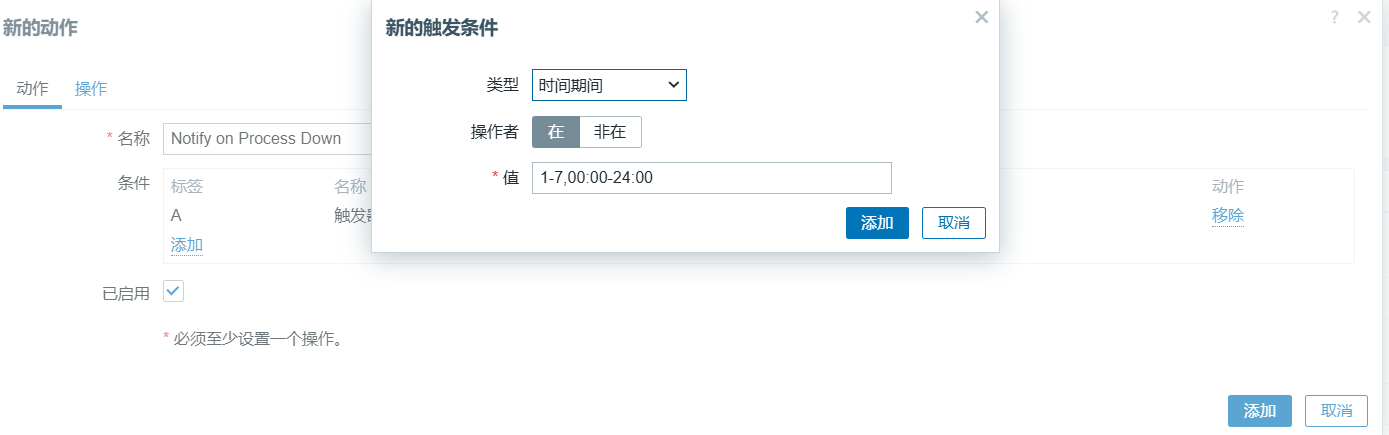 新的动作
?
新的触发条件
动作 操作
* 名称 Notify on Process Down
类型 时间期间
操作者 在 非在
* 值 1-7,00:00-24:00
添加 取消
条件 标签 名称 动作
A 移除
添加
已启用
* 必须至少设置一个操作。
添加 取消